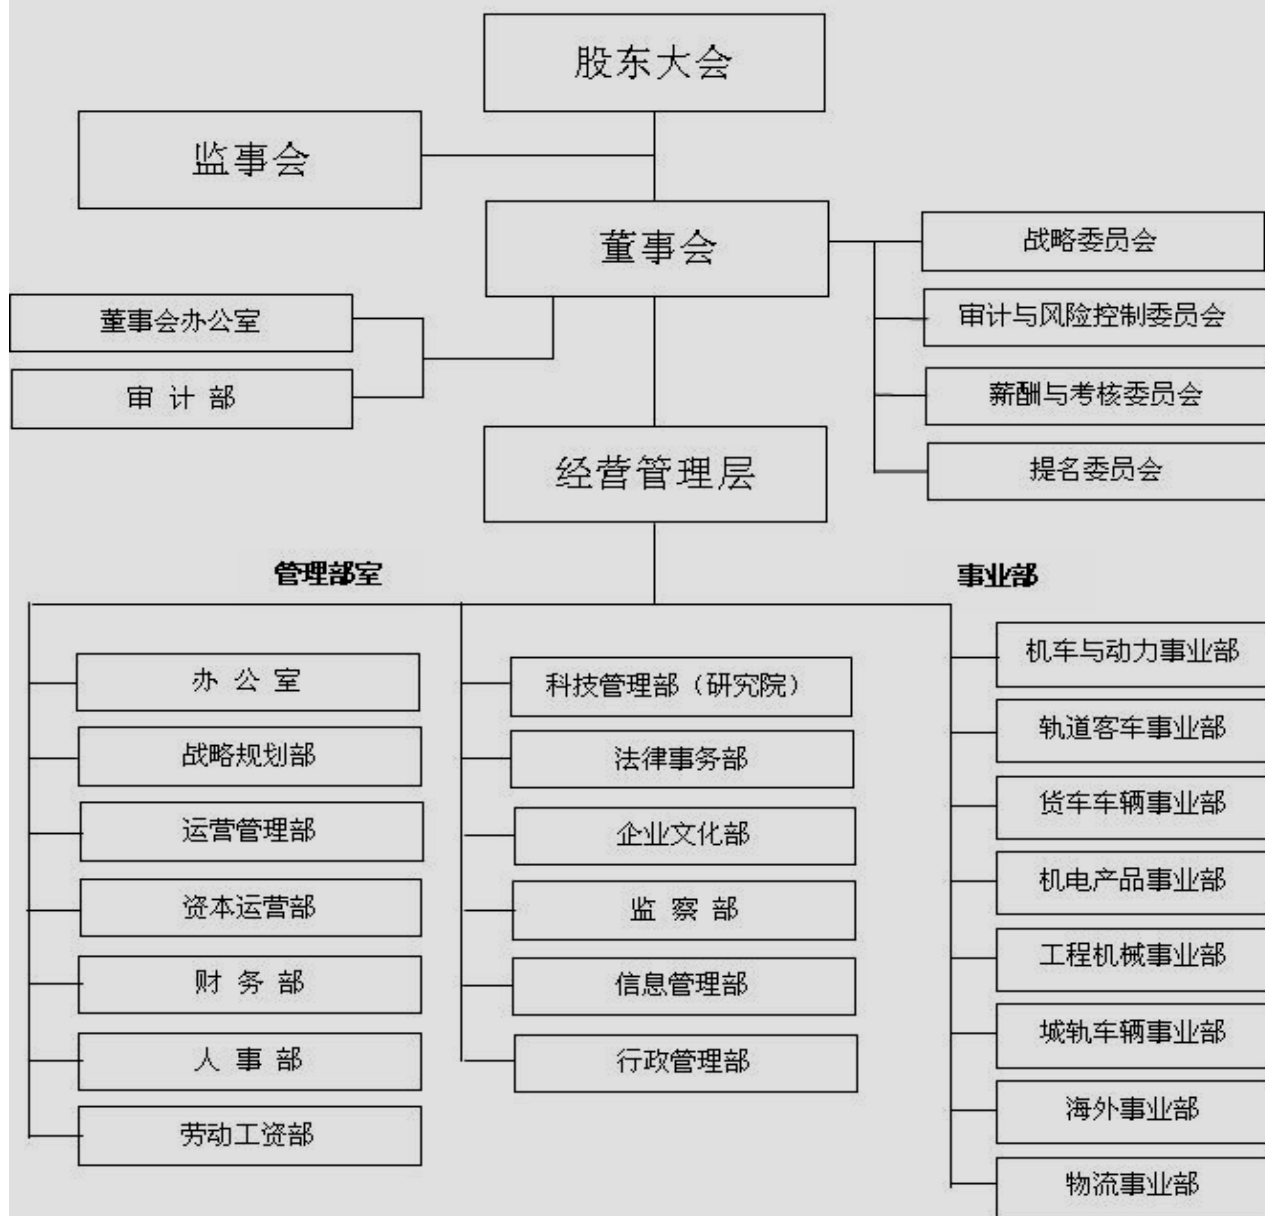 股东大会
监事会
董事会
战略委员会
董事会办公室
审计与风险控制委员会
审 计 部
薪酬与考核委员会
经营管理层
提名委员会
管理部室
事业部
办 公 室
战略规划部
运营管理部
资本运营部
财 务 部
人 事 部
劳动工资部
科技管理部（研究院）
法律事务部
企业文化部
监 察 部
信息管理部
行政管理部
机车与动力事业部
轨道客车事业部
货车车辆事业部
机电产品事业部
工程机械事业部
城轨车辆事业部
海外事业部
物流事业部